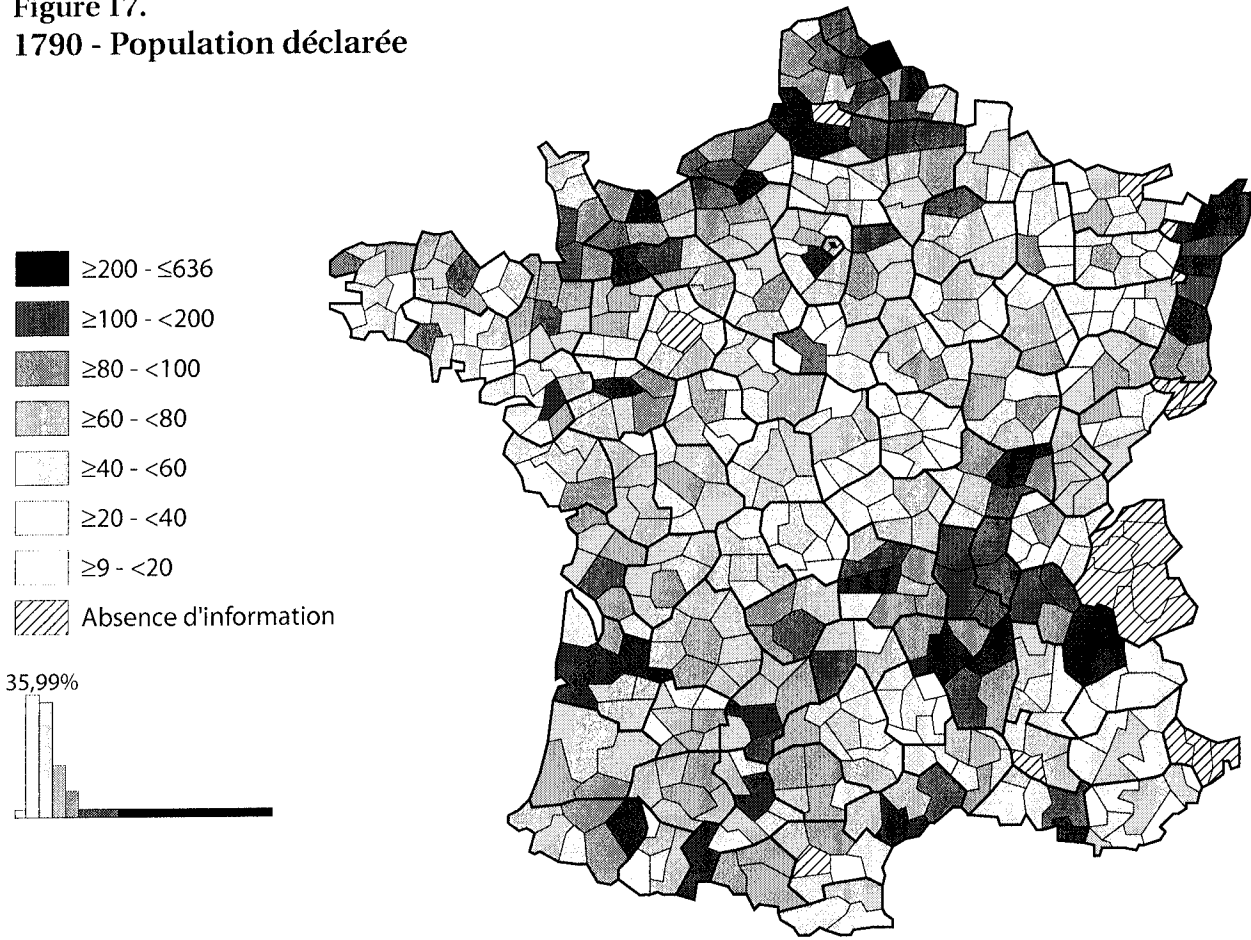 Figure 17.
1790 - Population déclarée
≥200 - ≤636
≥100 - <200
≥80 - <100
≥60 - <80
≥40 - <60
≥20 - <40
≥9 - <20
Absence d'information
35,99%